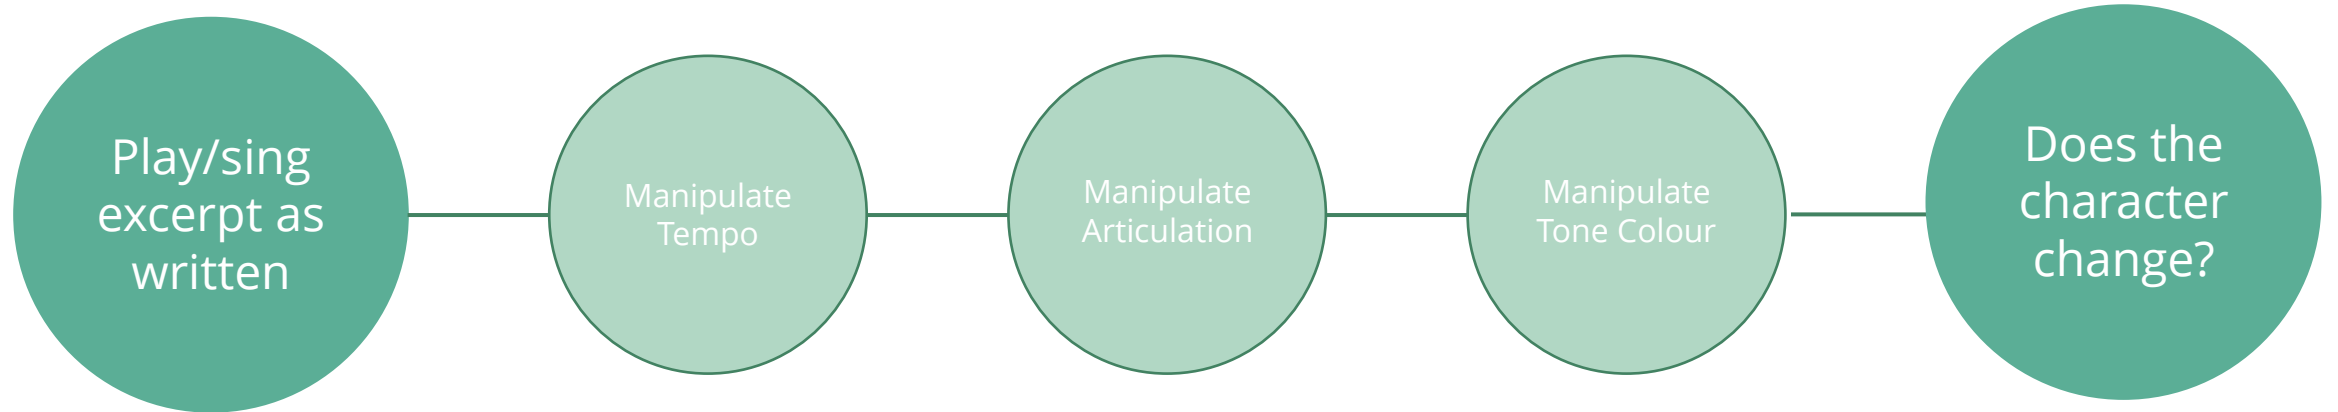 Play/sing
excerpt as
written
Manipulate
Tempo
Manipulate
Articulation
Manipulate
Tone Colour
Does the
character
change?